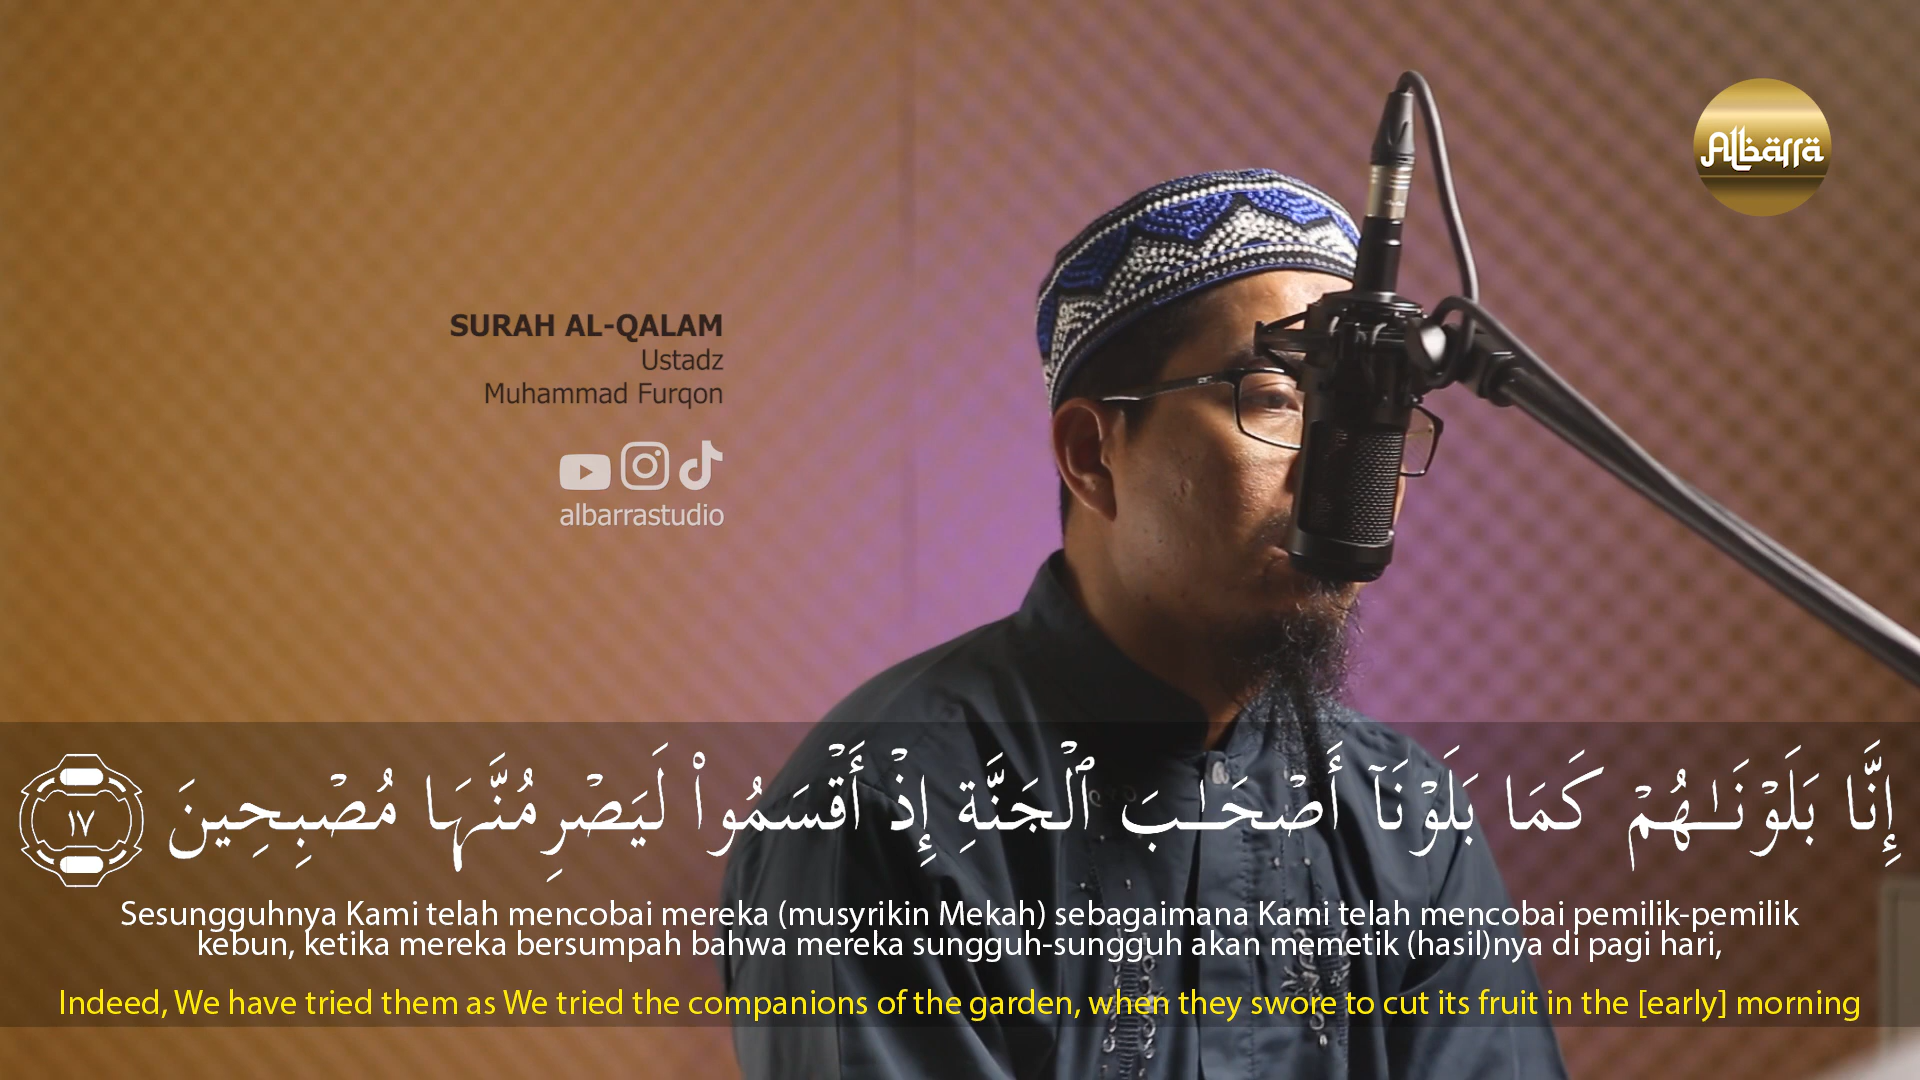 Albarra
SURAH AL-QALAM
Ustadz
Muhammad Furqon
albarrastudio
إِنَّا بَلَوْنَـٰهُمْ كَمَا بَلَوْنَآ أَصْحَـٰبَ ٱلْجَنَّةِ إِذْ أَقْسَمُوا۟ لَيَصْرِمُنَّهَا مُصْبِحِينَ ١٧
Sesungguhnya Kami telah mencobai mereka (musyrikin Mekah) sebagaimana Kami telah mencobai pemilik-pemilik
kebun, ketika mereka bersumpah bahwa mereka sungguh-sungguh akan memetik (hasil)nya di pagi hari,
Indeed, We have tried them as We tried the companions of the garden, when they swore to cut its fruit in the [early] morning